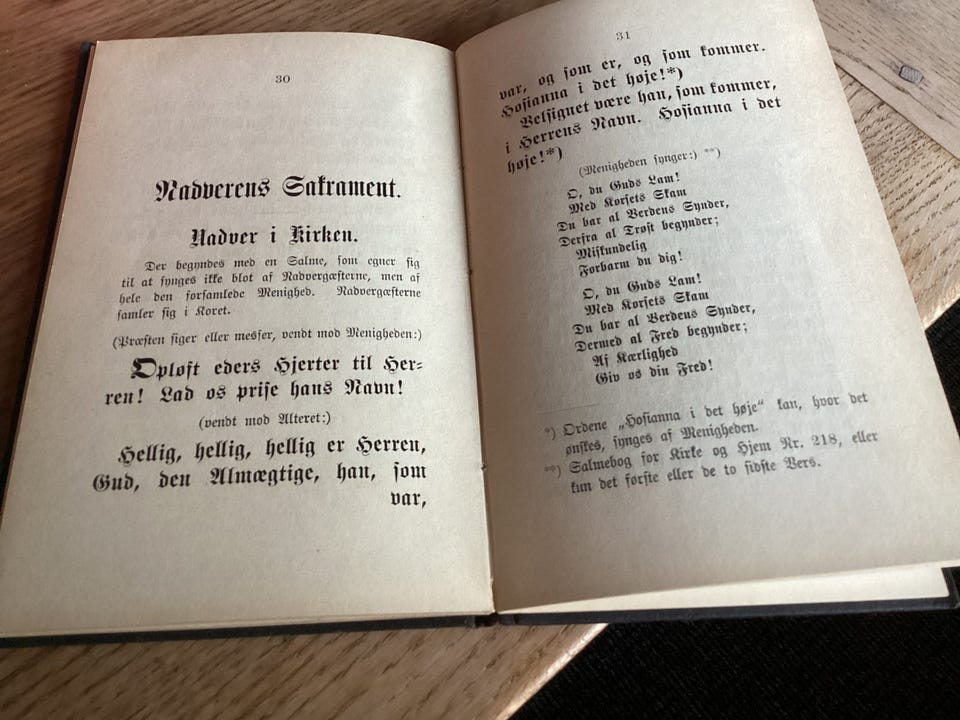 30
Nadverens Sakrament.
Nadver i Kirken.
Der begyndes med en Salme, som egner sig
til at synges ikke blot af Nadvergæsterne, men af
hele den forsamlede Menighed. Nadvergæsterne
samler sig i Koret.
(Præsten siger eller messer, vendt mod Menigheden:)
Opløft eders Hjerter til Her-
ren! Lad os prise hans Navn!
(vendt mod Alteret:)
Hellig, hellig, hellig er Herren,
Gud, den Almægtige, han, som
var,
31
var, og som er, og som kommer.
Hosianna i det høje!*)
Velsignet være han, som kommer,
i Herrens Navn. Hosianna i det
høje!*)
(Menigheden synger:) **)
O, du Guds Lam!
Med Korsets Skam
Du bar al Verdens Synder,
Derfra al Trøst begynder;
Miskundelig
Forbarm du dig!
O, du Guds Lam!
Med Korsets Skam
Du bar al Verdens Synder,
Dermed al Fred begynder;
Af Kærlighed
Giv os din Fred!
*) Ordene „Hosianna i det høje“ kan, hvor det
ønskes, synges af Menigheden.
**) Salmebog for Kirke og Hjem Nr. 218, eller
kun det første eller de to sidste Vers.